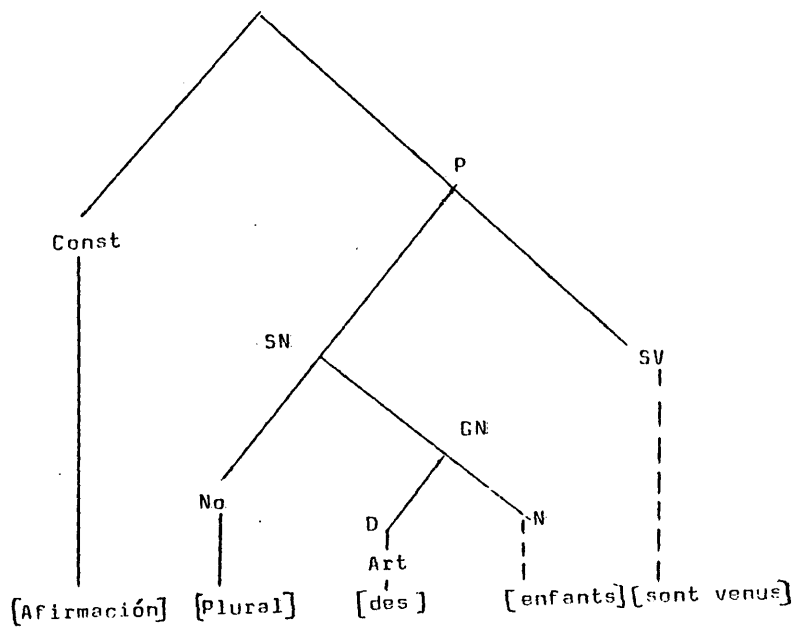 P
Const
SN
SV
GN
No
D
N
Art
[Afirmación] [Plural] [des] [enfants] [sont venus]